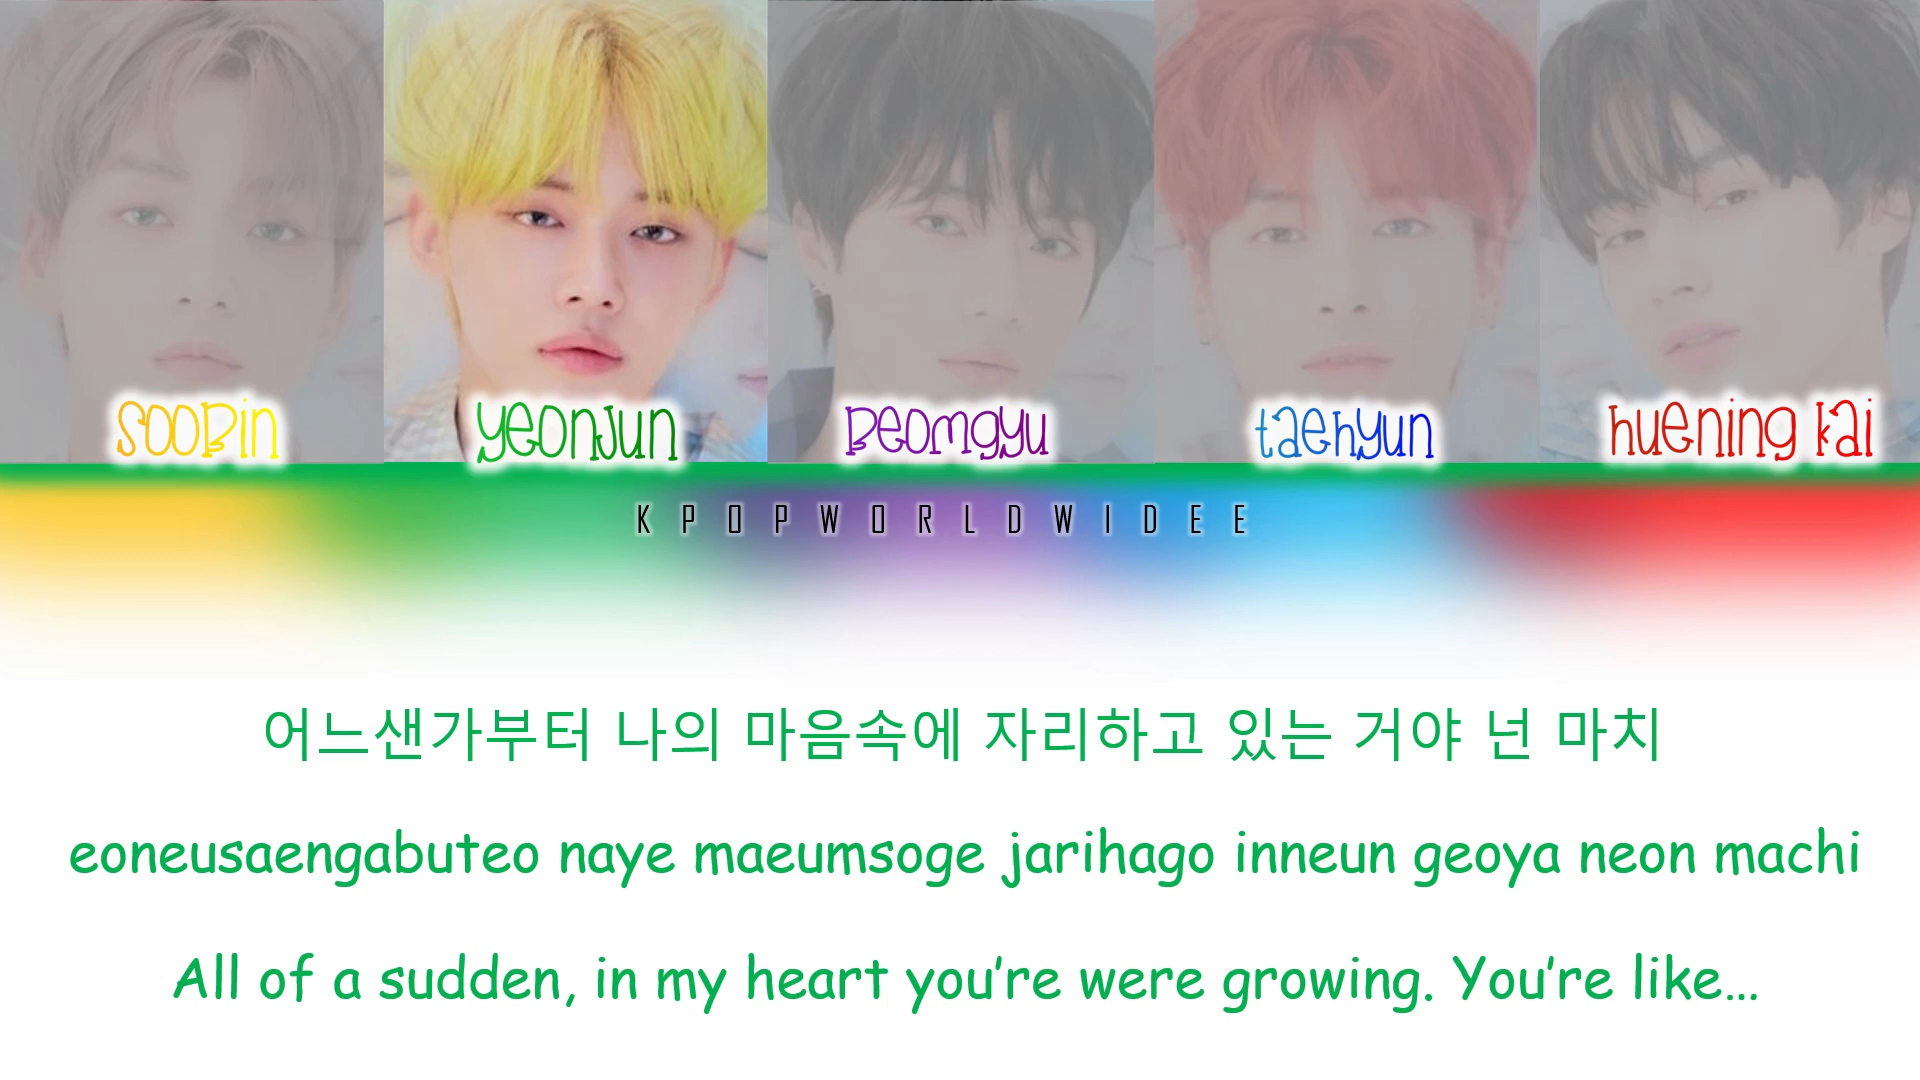 SOOBin
YEONJUN
BEOMGYU
taEHYUN
HUENiNG KAi
KPOPWORLDWIDEE
어느샌가부터 나의 마음속에 자리하고 있는 거야 넌 마치
eoneusaengabuteo naye maeumsoge jarihago inneun geoya neon machi
All of a sudden, in my heart you’re were growing. You’re like…